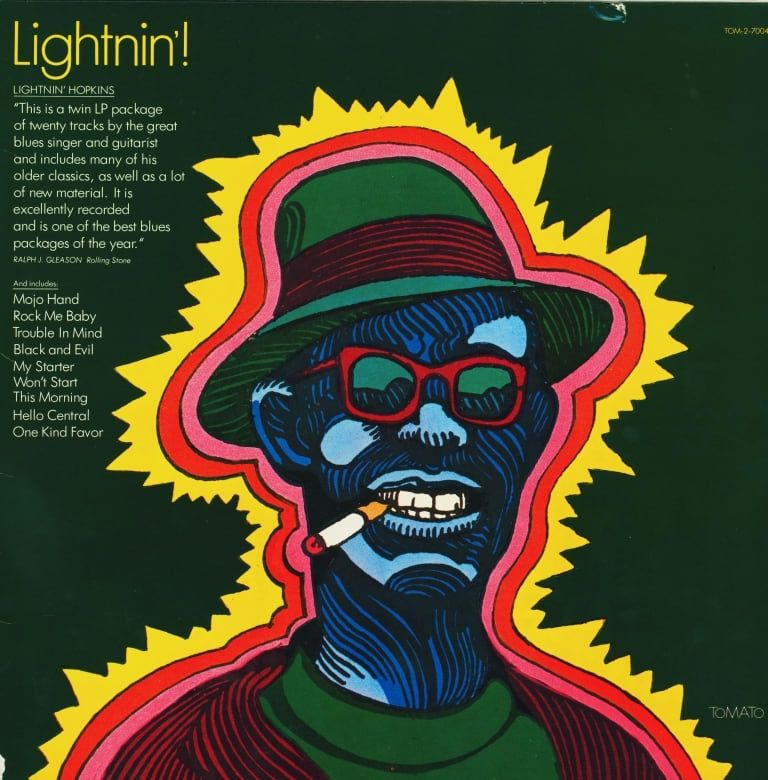 Lightnin'!
TOM-2-7004
LIGHTNIN' HOPKINS
"This is a twin LP package
of twenty tracks by the great
blues singer and guitarist
and includes many of his
older classics, as well as a lot
of new material. It is
excellently recorded
and is one of the best blues
packages of the year."
RALPH J. GLEASON Rolling Stone
And includes:
Mojo Hand
Rock Me Baby
Trouble In Mind
Black and Evil
My Starter
Won't Start
This Morning
Hello Central
One Kind Favor
TOMATO